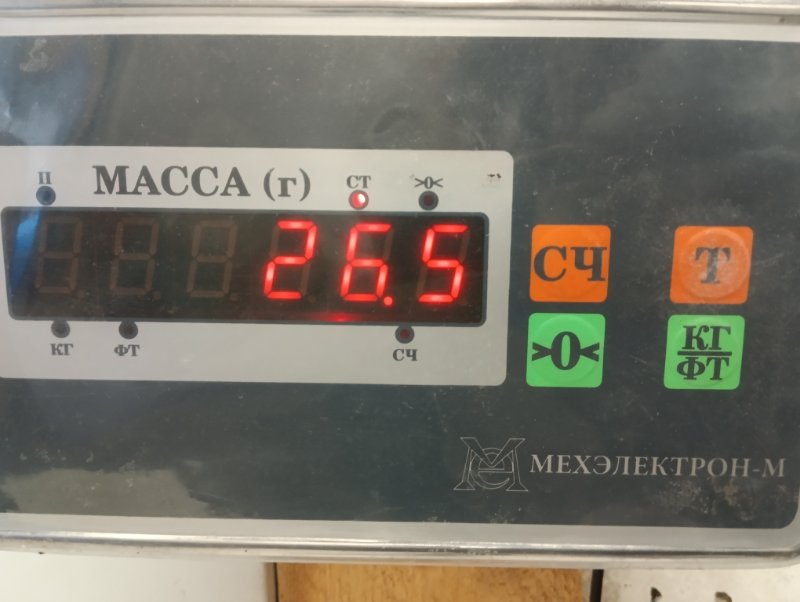 П МАССА (г) СТ >0<
26.5
КГ ФТ СЧ
СЧ Т
>0< КГ/ФТ
МЕХЭЛЕКТРОН-М